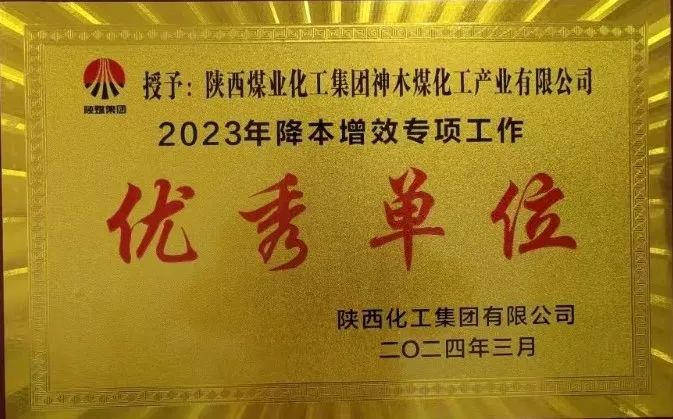 授予：陕西煤业化工集团神木煤化工产业有限公司
陕煤集团
2023年降本增效专项工作
优秀单位
陕西化工集团有限公司
二〇二四年三月